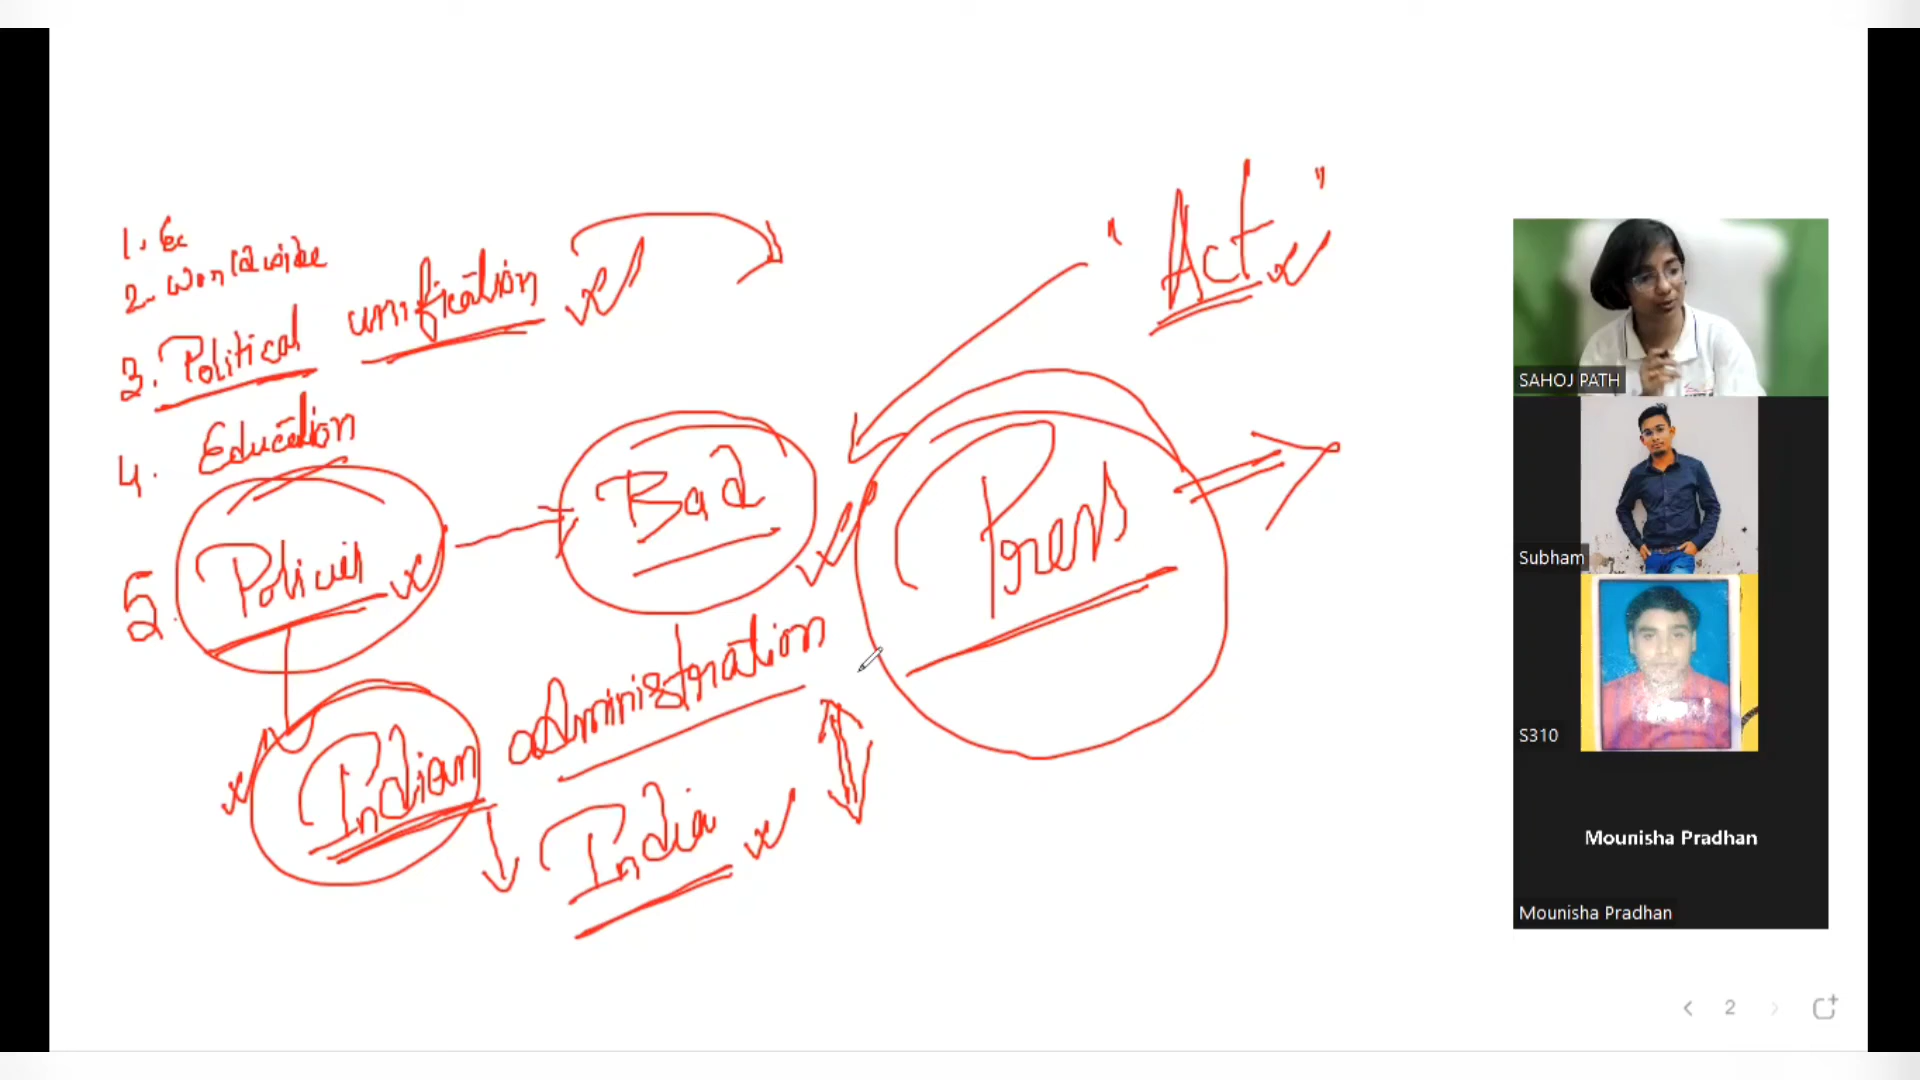 1. Ec
2. Worldwide
3. Political unification
4. Education
5. Policies
Bad
Press
"Act"
Indian administration
India
SAHOJ PATH
Subham
S310
Mounisha Pradhan
Mounisha Pradhan
2